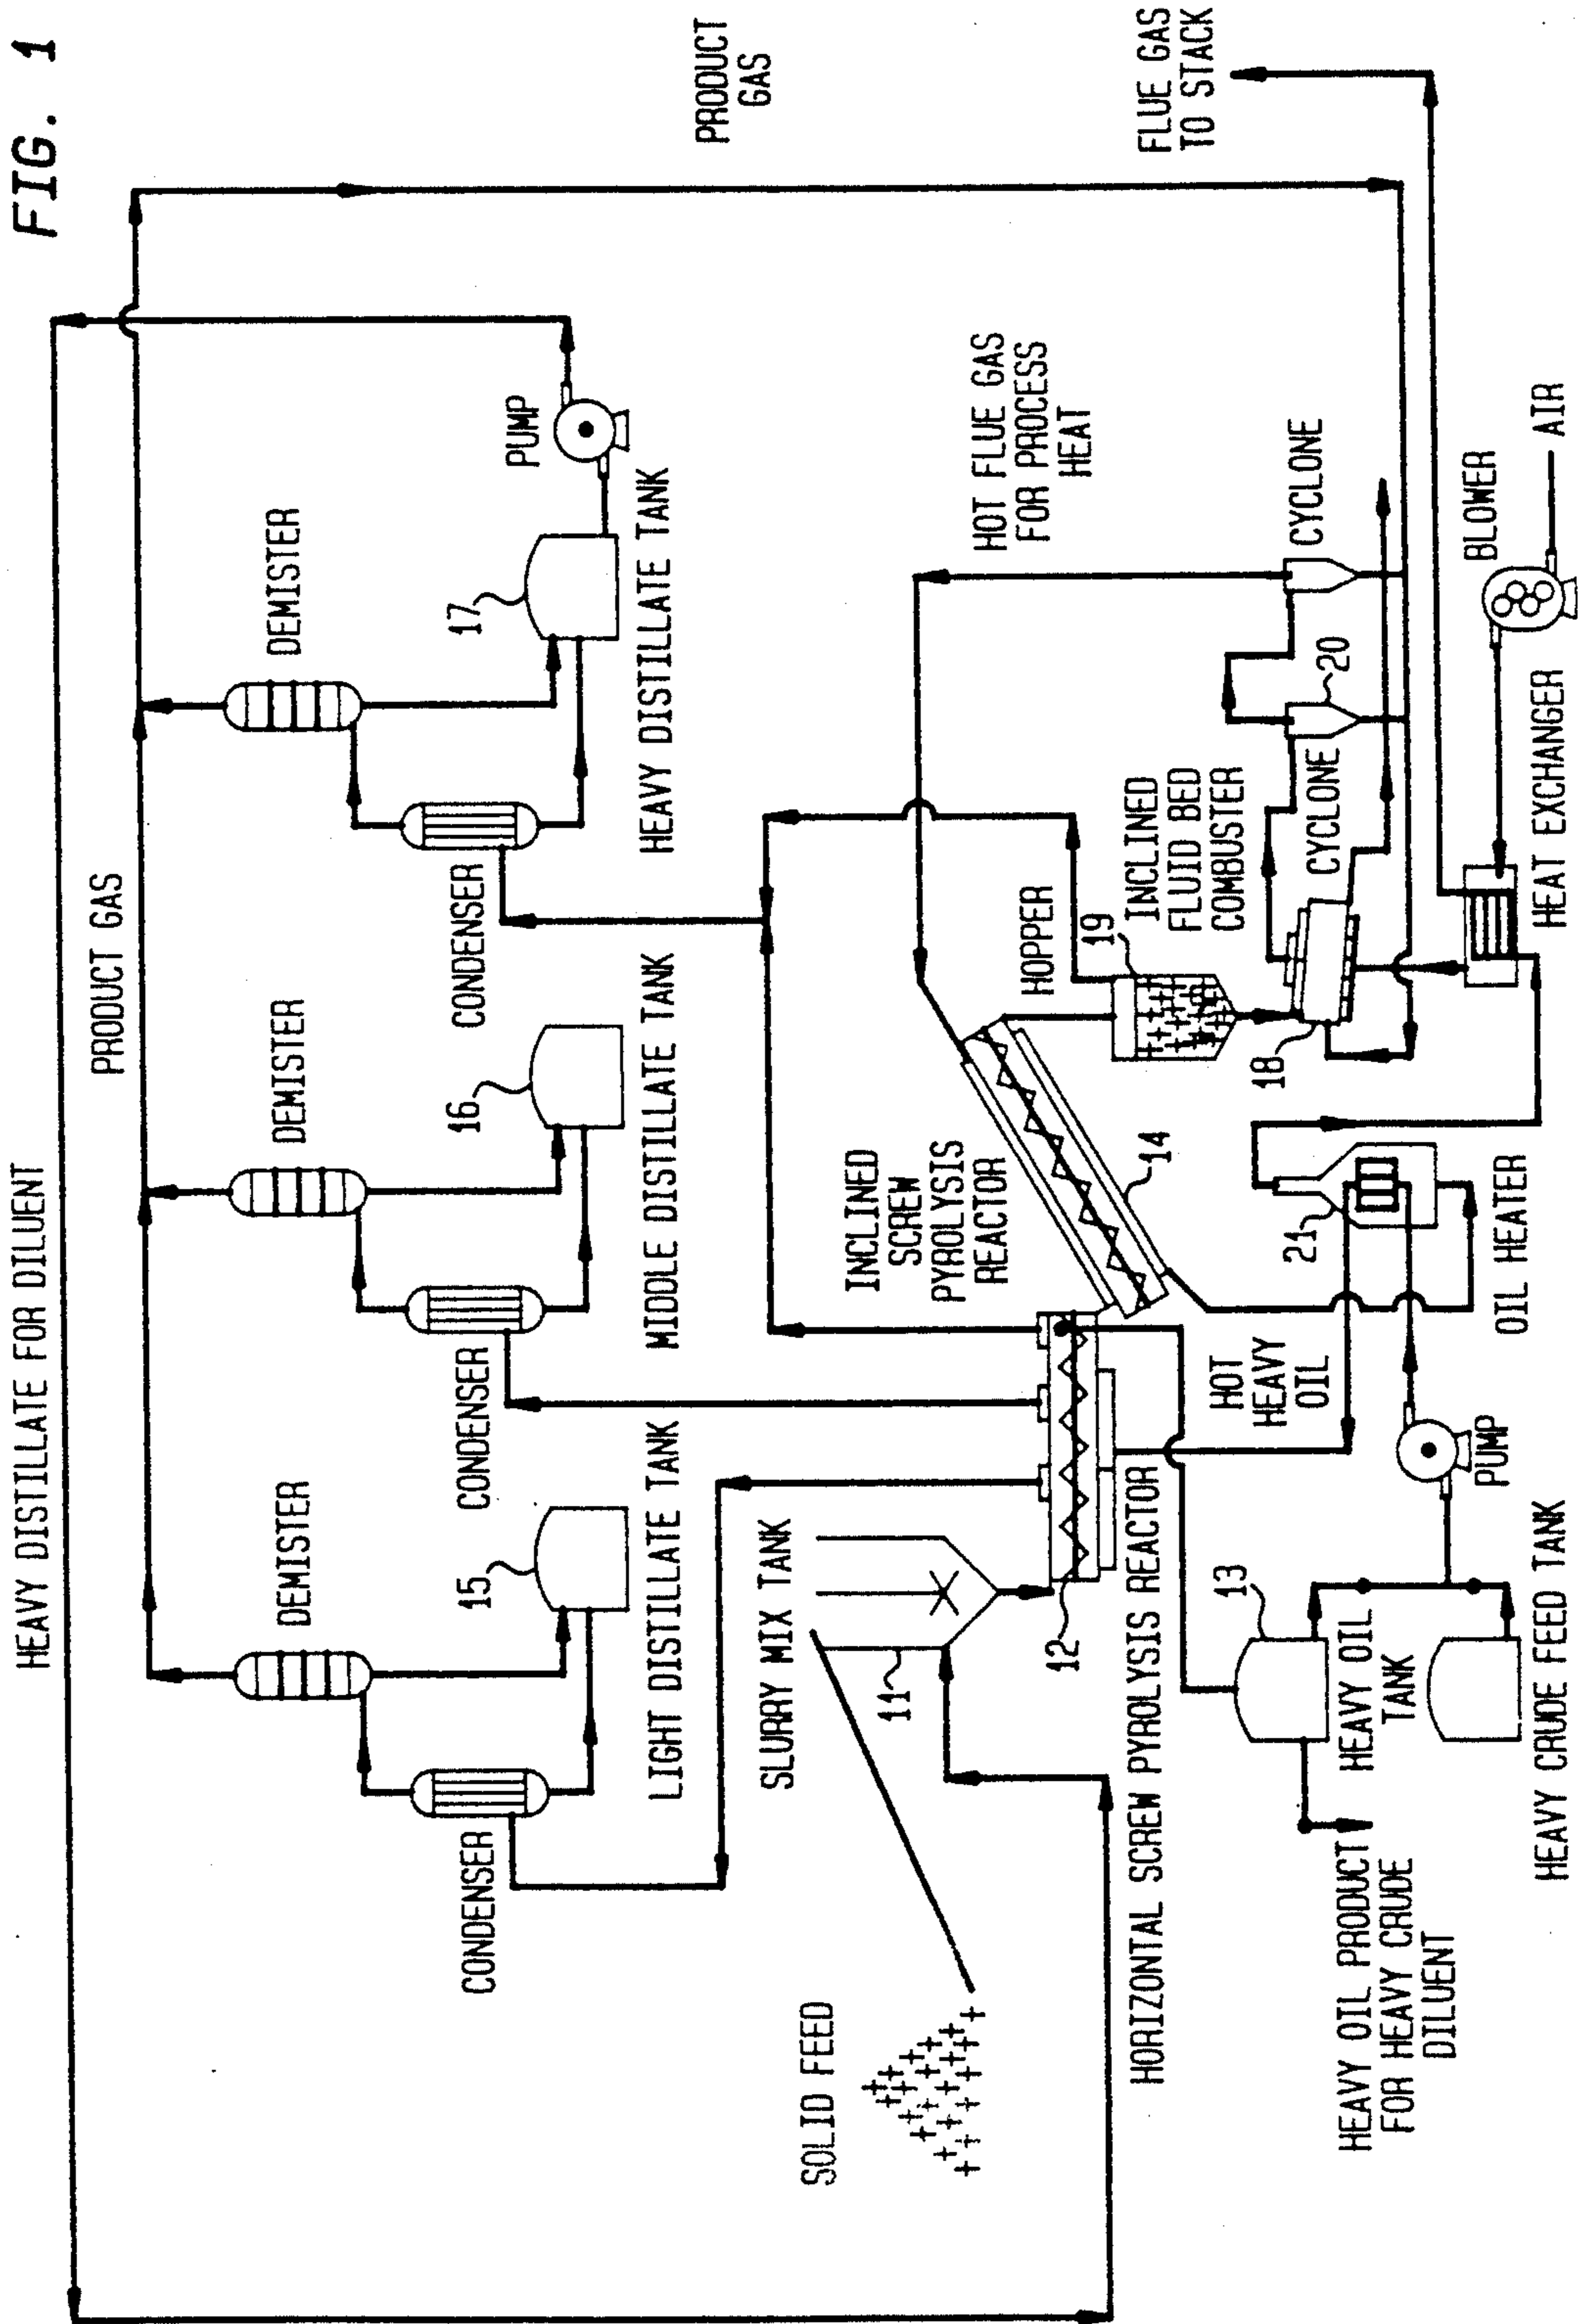 FIG. 1
HEAVY DISTILLATE FOR DILUENT
PRODUCT GAS
PRODUCT
GAS
DEMISTER
DEMISTER
DEMISTER
15
16
17
PUMP
CONDENSER
CONDENSER
CONDENSER
LIGHT DISTILLATE TANK
MIDDLE DISTILLATE TANK
HEAVY DISTILLATE TANK
SOLID FEED
SLURRY MIX TANK
11
INCLINED
SCREW
PYROLYSIS
REACTOR
HOPPER
19
HOT FLUE GAS
FOR PROCESS
HEAT
INCLINED
FLUID BED
COMBUSTER
CYCLONE
CYCLONE
20
FLUE GAS
TO STACK
12
14
18
HORIZONTAL SCREW PYROLYSIS REACTOR
HOT
HEAVY
OIL
21
13
HEAVY OIL
TANK
PUMP
OIL HEATER
HEAT EXCHANGER
BLOWER
AIR
HEAVY OIL PRODUCT
FOR HEAVY CRUDE
DILUENT
HEAVY CRUDE FEED TANK